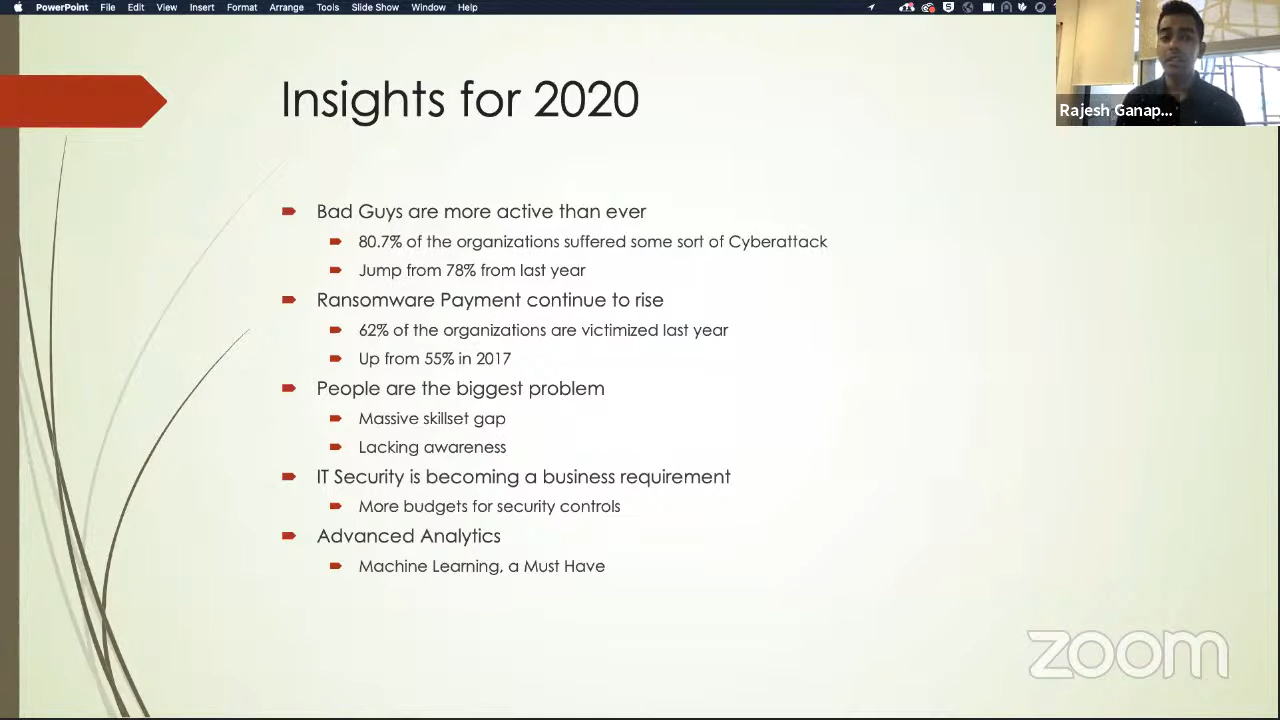 PowerPoint File Edit View Insert Format Arrange Tools Slide Show Window Help
Rajesh Ganap...
Insights for 2020
Bad Guys are more active than ever
80.7% of the organizations suffered some sort of Cyberattack
Jump from 78% from last year
Ransomware Payment continue to rise
62% of the organizations are victimized last year
Up from 55% in 2017
People are the biggest problem
Massive skillset gap
Lacking awareness
IT Security is becoming a business requirement
More budgets for security controls
Advanced Analytics
Machine Learning, a Must Have
zoom